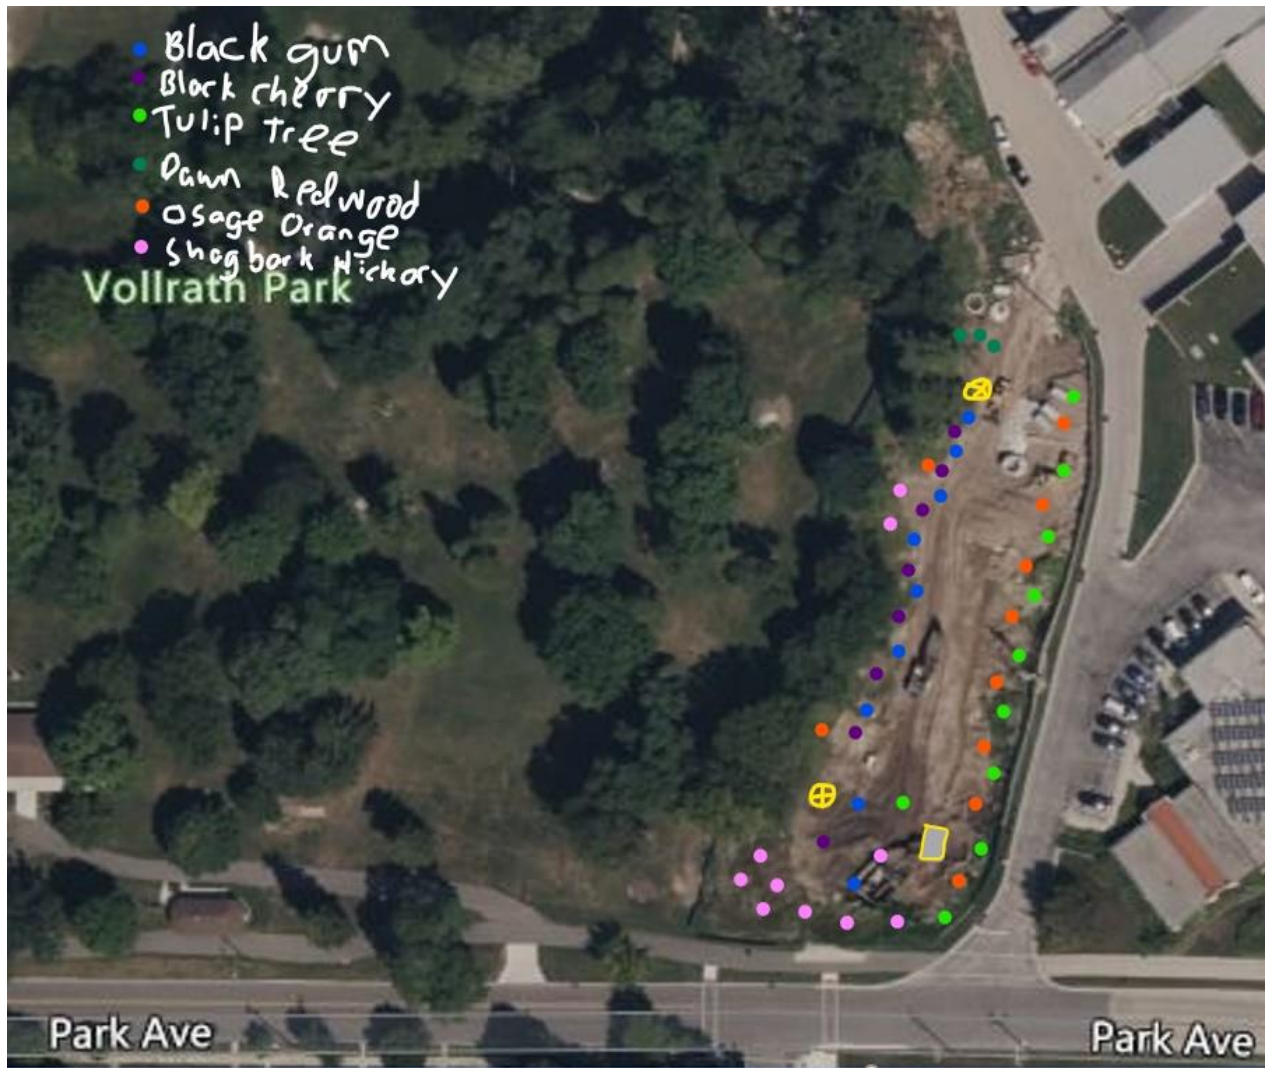 Black gum
Black cherry
Tulip Tree
Dawn Redwood
Osage Orange
Shagbark Hickory
Vollrath Park
Park Ave
Park Ave